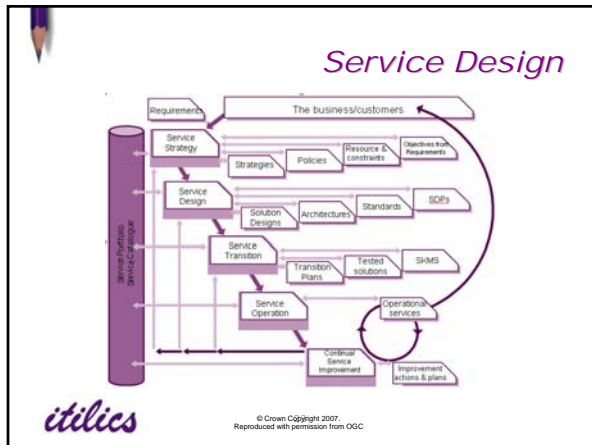 Service Design
Requirements
The business/customers
Service
Strategy
Strategies
Policies
Resource &
constraints
Objectives from
Requirements
Service
Design
Solution
Designs
Architectures
Standards
SDPs
Service
Transition
Transition
Plans
Tested
solutions
SKMS
Service
Operation
Operational
services
Continual
Service
Improvement
Improvement
actions & plans
Service Portfolio
Service Catalogue
itilics
© Crown Copyright 2007.
Reproduced with permission from OGC